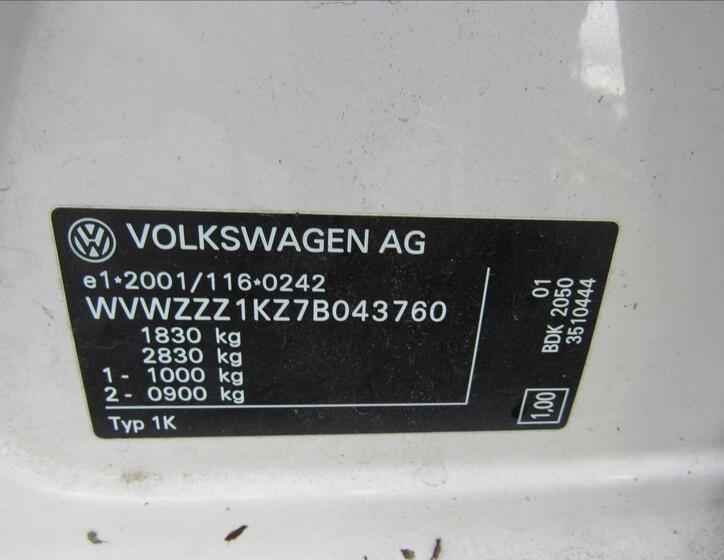 VOLKSWAGEN AG
e1*2001/116*0242
WVWZZZ1KZ7B043760
1830 kg
2830 kg
1 - 1000 kg
2 - 0900 kg
Typ 1K
01
BDK 2050
3510444
1,00